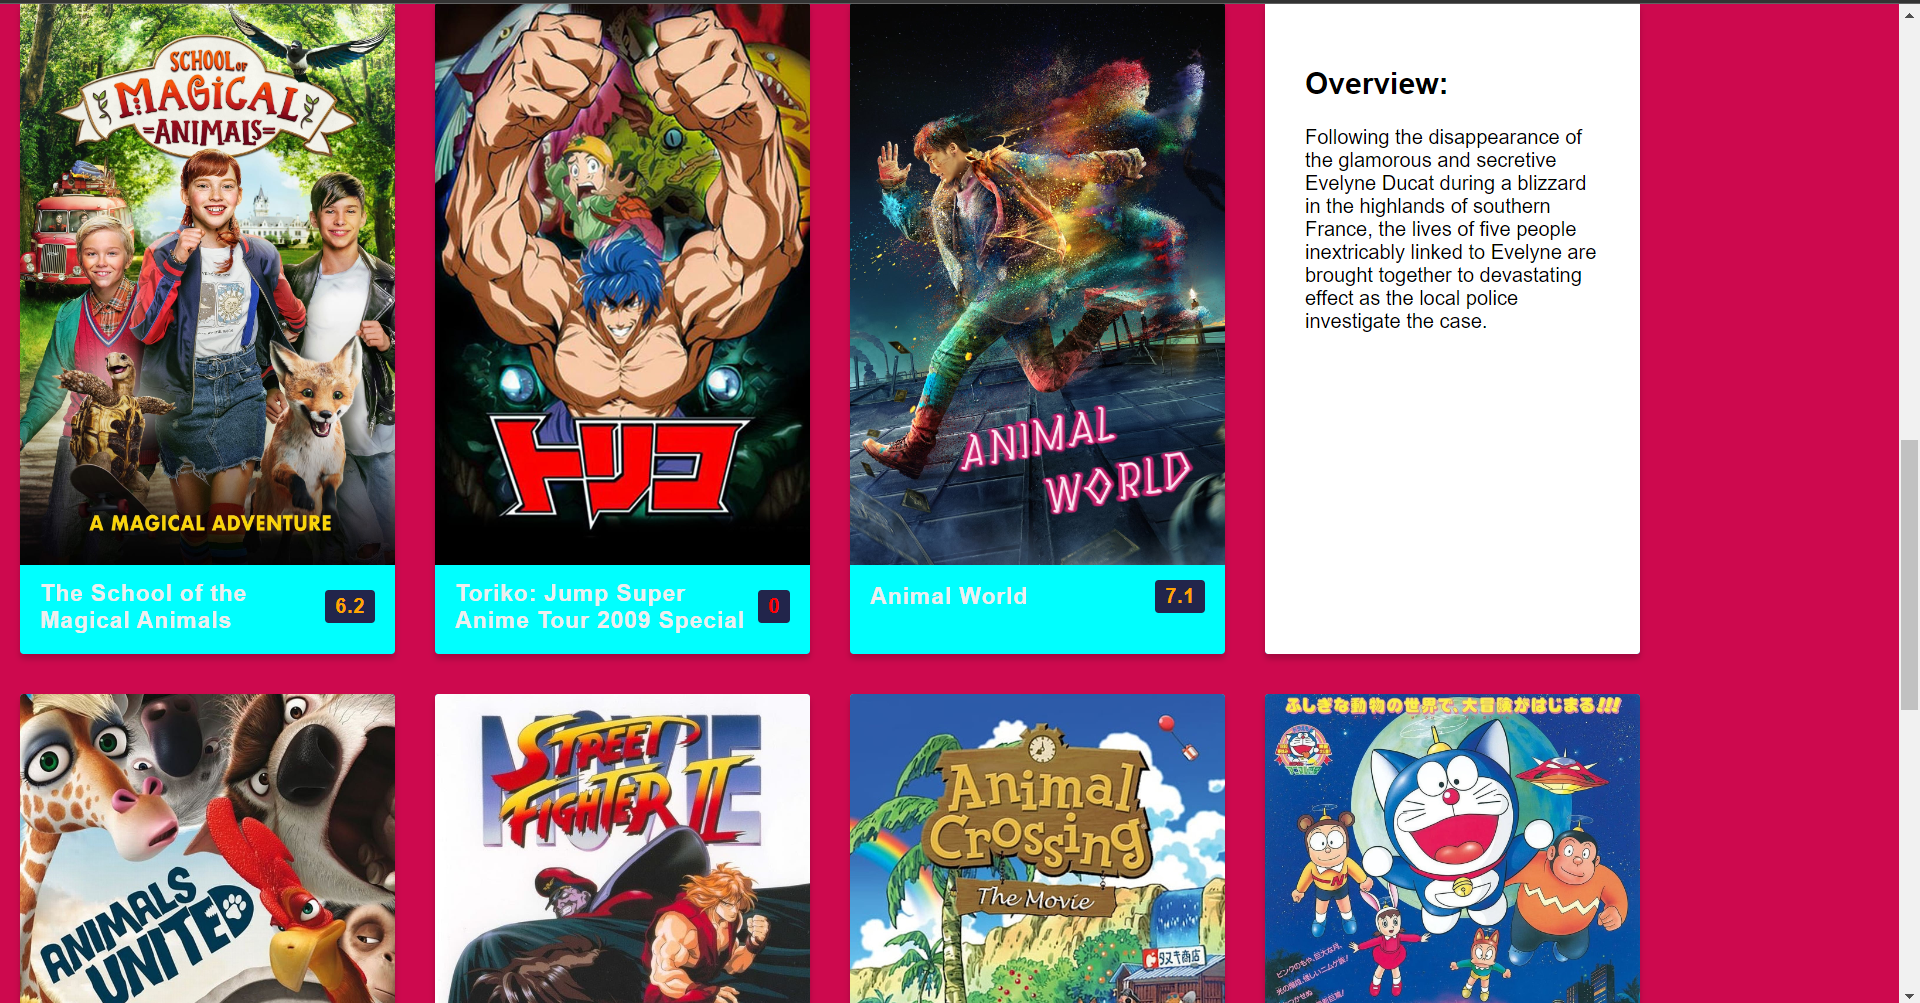 SCHOOL OF
MAGICAL
ANIMALS
A MAGICAL ADVENTURE
The School of the
Magical Animals
6.2
トリコ
Toriko: Jump Super
Anime Tour 2009 Special
0
ANIMAL
WORLD
Animal World
7.1
Overview:
Following the disappearance of
the glamorous and secretive
Evelyne Ducat during a blizzard
in the highlands of southern
France, the lives of five people
inextricably linked to Evelyne are
brought together to devastating
effect as the local police
investigate the case.
ANIMALS
UNITED
MOVIE
STREET
FIGHTER II
Animal
Crossing
The Movie
タヌキ商店
ふしぎな動物の世界で、大冒険がはじまる!!!